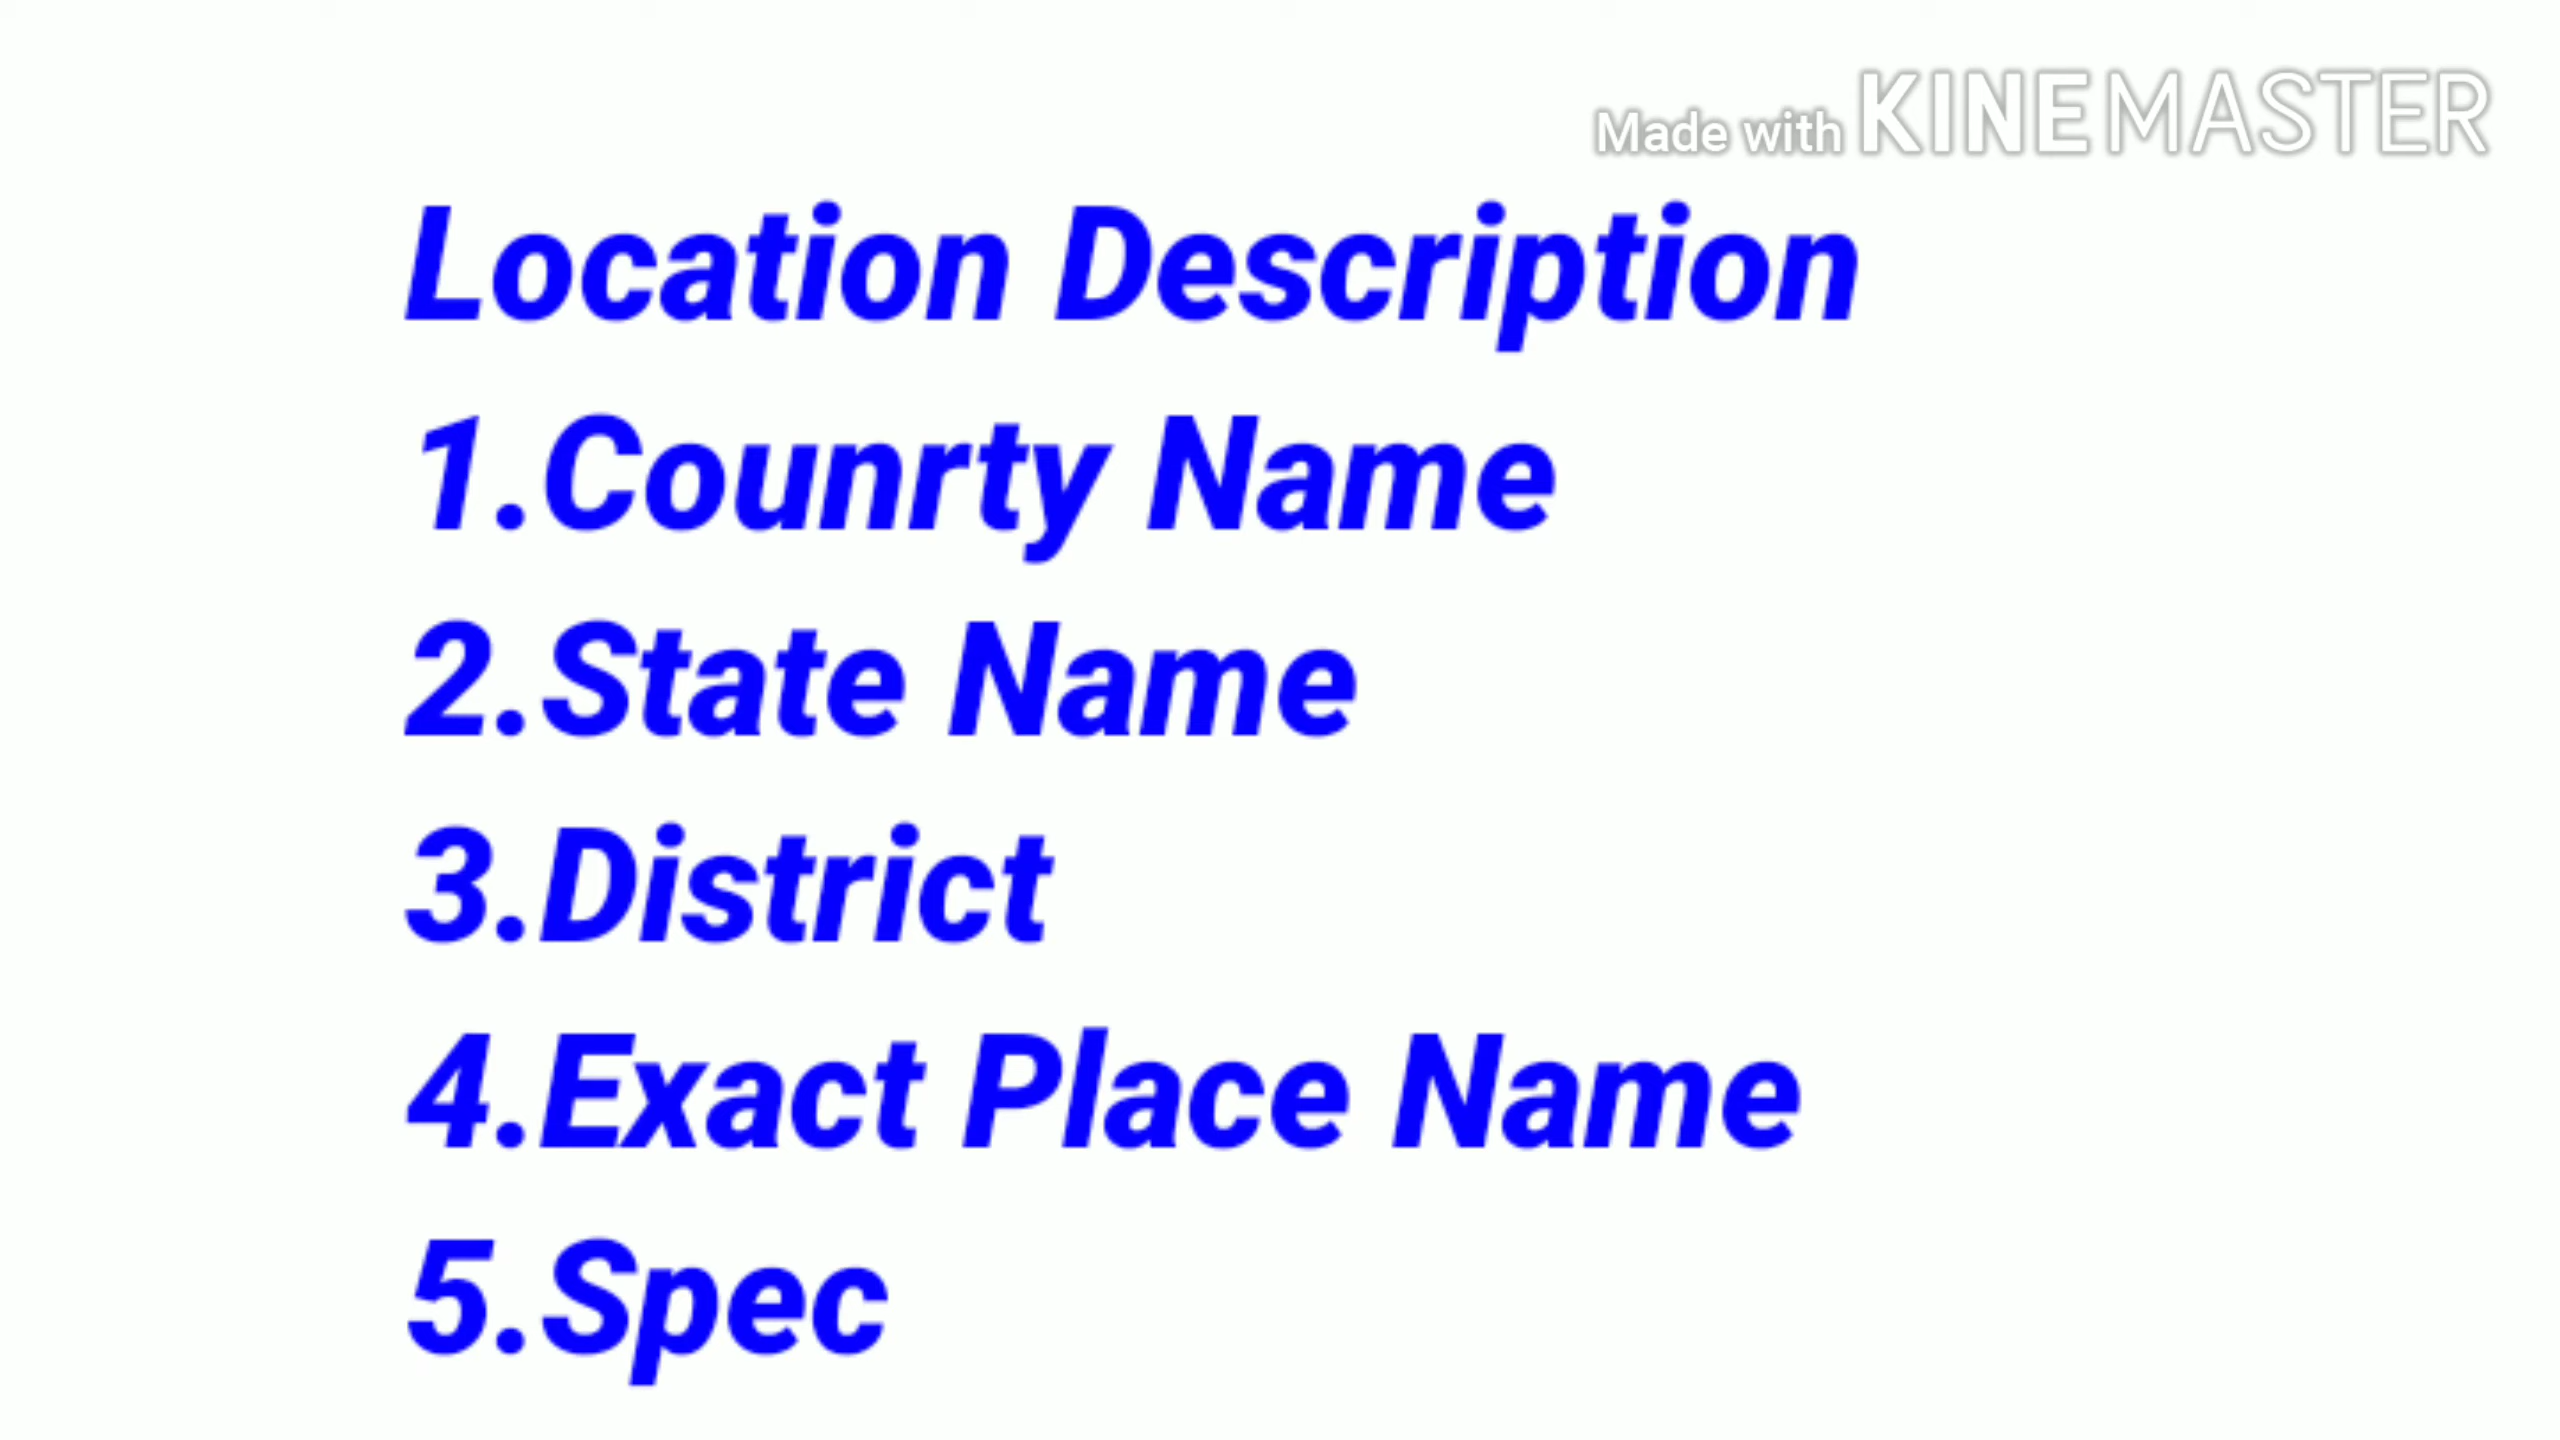 Made with KINEMASTER
Location Description
1.Counrty Name
2.State Name
3.District
4.Exact Place Name
5.Spec